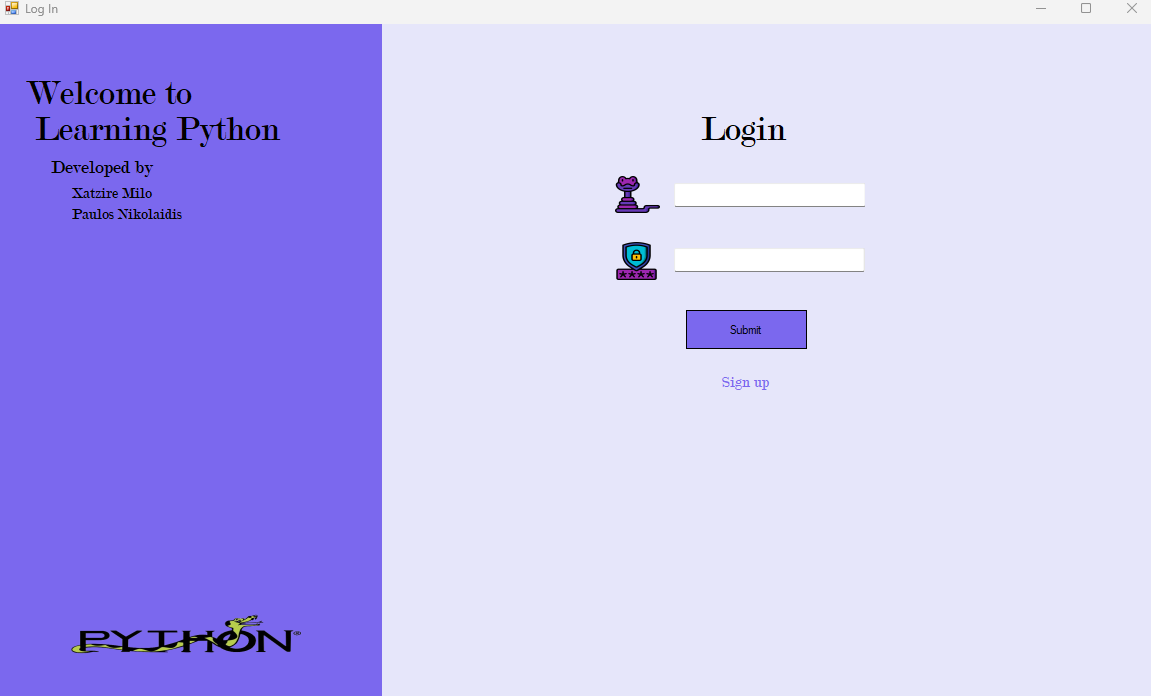 Log In
Welcome to
Learning Python
Developed by
Xatzire Milo
Paulos Nikolaidis
Login
****
Submit
Sign up
PYTHON®